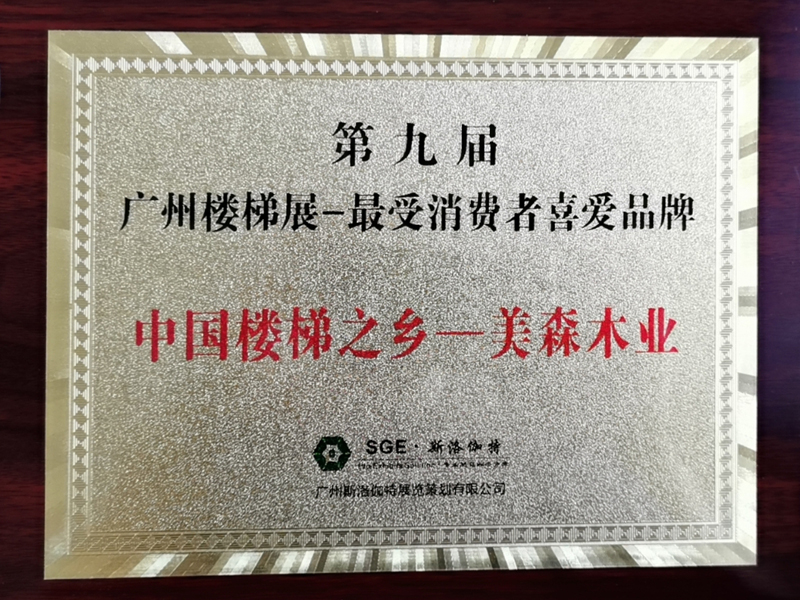 第九届
广州楼梯展-最受消费者喜爱品牌
中国楼梯之乡—美森木业
SGE·斯洛伽特
广州斯洛伽特展览策划有限公司